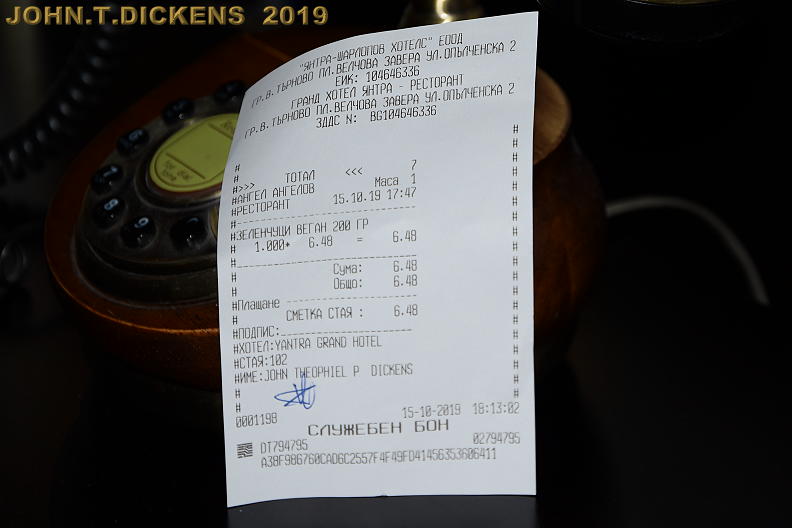 JOHN.T.DICKENS 2019
"ЯНТРА-ШАРЛОПОВ ХОТЕЛС" ЕООД
ГР.В.ТЪРНОВО ПЛ.ВЕЛЧОВА ЗАВЕРА УЛ.ОПЪЛЧЕНСКА 2
ЕИК: 104646336
ГРАНД ХОТЕЛ ЯНТРА - РЕСТОРАНТ
ГР.В.ТЪРНОВО ПЛ.ВЕЛЧОВА ЗАВЕРА УЛ.ОПЪЛЧЕНСКА 2
ЗДДС N: BG104646336
# #
#>>> ТОТАЛ <<< 7 #
#АНГЕЛ АНГЕЛОВ Маса 1 #
#РЕСТОРАНТ 15.10.19 17:47 #
#------------------------------ #
#ЗЕЛЕНЧУЦИ ВЕГАН 200 ГР #
# 1.000* 6.48 = 6.48 #
#______________________________ #
# Сума: 6.48 #
# Общо: 6.48 #
#Плащане --------------------- #
# СМЕТКА СТАЯ : 6.48 #
#ПОДПИС:_____________________ #
#ХОТЕЛ:YANTRA GRAND HOTEL #
#СТАЯ:102 #
#ИМЕ:JOHN THEOPHIEL P DICKENS #
# #
0001198 15-10-2019 18:13:02
СЛУЖЕБЕН БОН
DT794795 02794795
A38F986760CAD6C2557F4F49FD41456353606411